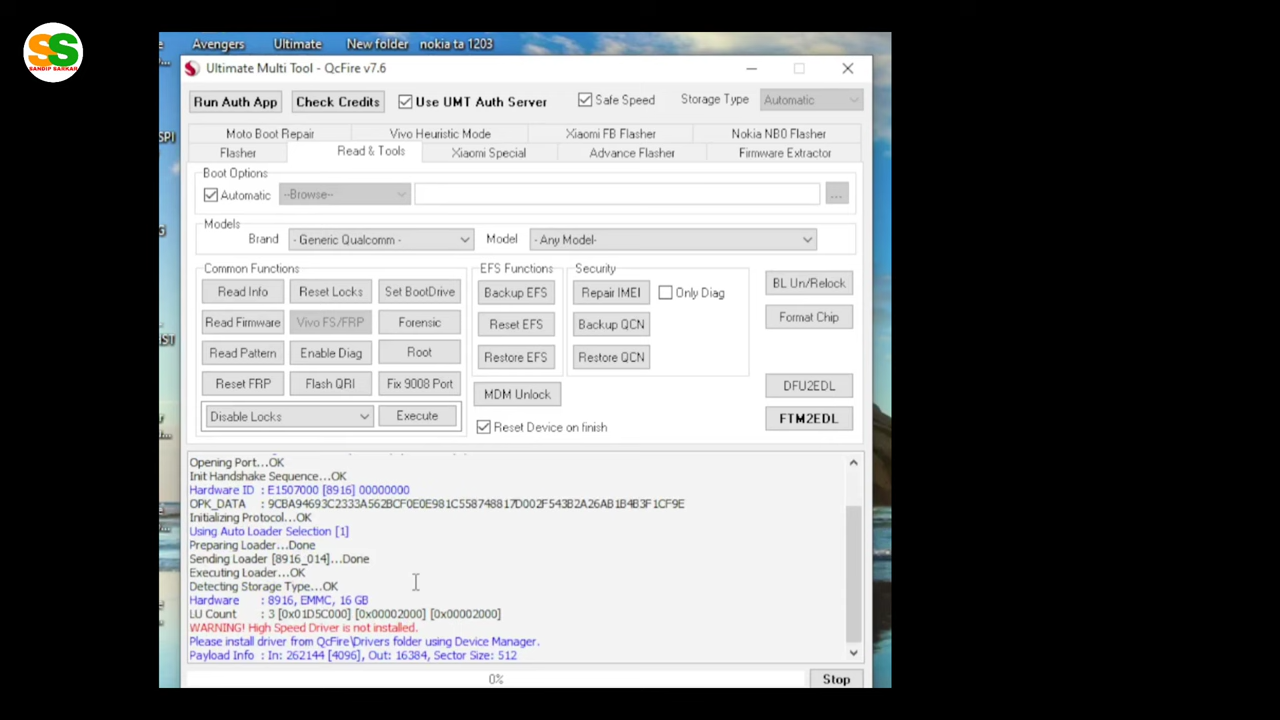 SS
SANDIP SARKAR
Avengers Ultimate New folder nokia ta 1203
Ultimate Multi Tool - QcFire v7.6
Run Auth App Check Credits Use UMT Auth Server Safe Speed Storage Type Automatic
Moto Boot Repair Vivo Heuristic Mode Xiaomi FB Flasher Nokia NB0 Flasher
Flasher Read & Tools Xiaomi Special Advance Flasher Firmware Extractor
Boot Options
Automatic --Browse-- ...
Models
Brand - Generic Qualcomm - Model - Any Model-
Common Functions EFS Functions Security
Read Info Reset Locks Set BootDrive Backup EFS Repair IMEI Only Diag BL Un/Relock
Read Firmware Vivo FS/FRP Forensic Reset EFS Backup QCN Format Chip
Read Pattern Enable Diag Root Restore EFS Restore QCN
Reset FRP Flash QRI Fix 9008 Port MDM Unlock DFU2EDL
Disable Locks Execute Reset Device on finish FTM2EDL
Opening Port...OK
Init Handshake Sequence...OK
Hardware ID : E1507000 [8916] 00000000
OPK_DATA : 9CBA94693C2333A562BCF0E0E981C558748817D002F543B2A26AB1B4B3F1CF9E
Initializing Protocol...OK
Using Auto Loader Selection [1]
Preparing Loader...Done
Sending Loader [8916_014]...Done
Executing Loader...OK
Detecting Storage Type...OK
Hardware : 8916, EMMC, 16 GB
LU Count : 3 [0x01D5C000] [0x00002000] [0x00002000]
WARNING! High Speed Driver is not installed.
Please install driver from QcFire\Drivers folder using Device Manager.
Payload Info : In: 262144 [4096], Out: 16384, Sector Size: 512
0% Stop